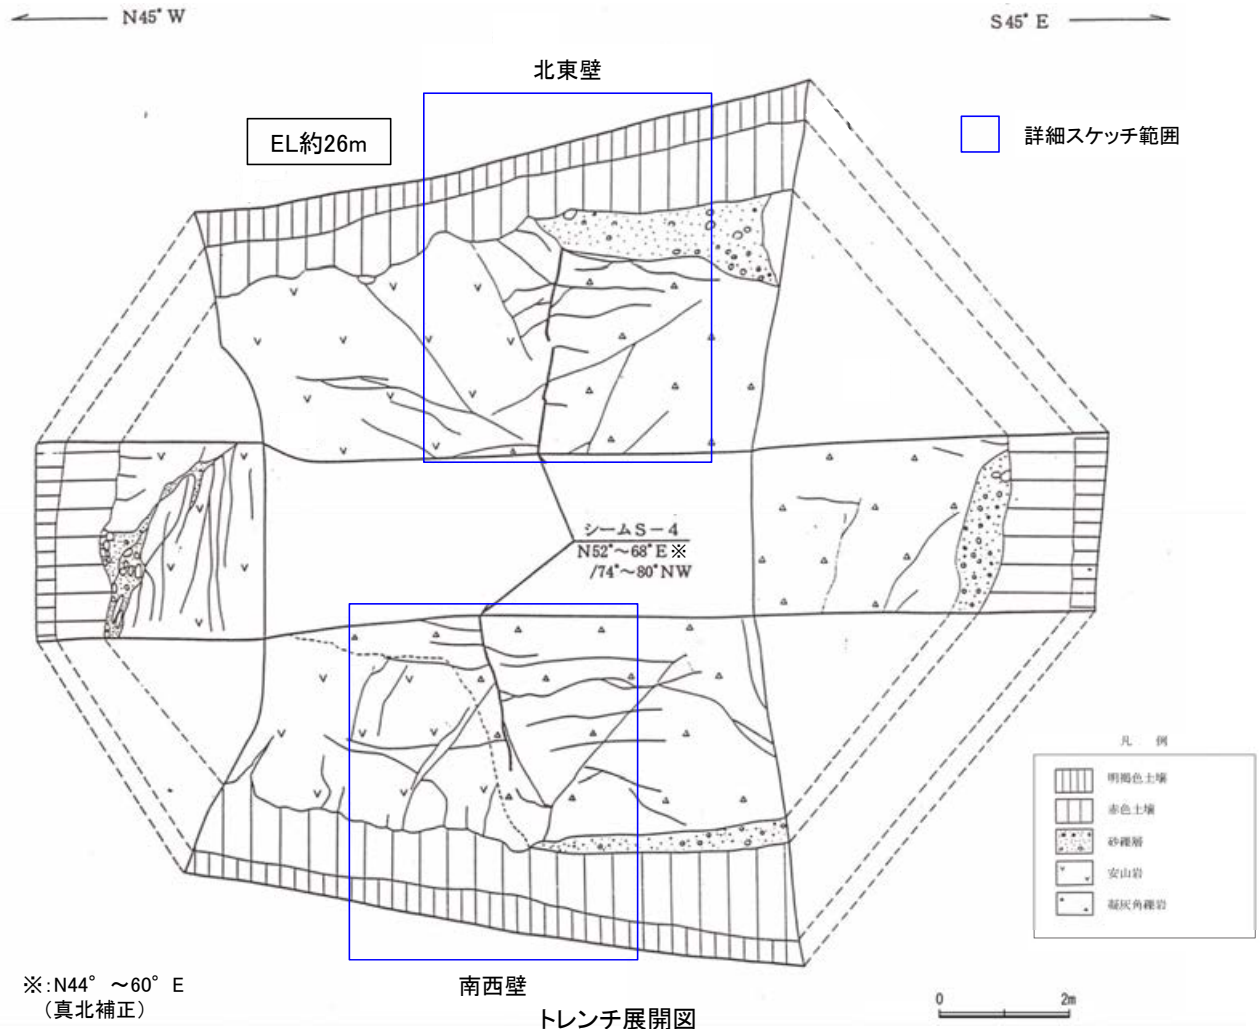 N45° W
S45° E
北東壁
EL約26m
詳細スケッチ範囲
シームS-4
N52°～68°E※
/74°～80°NW
凡 例
明褐色土壌
赤色土壌
砂礫層
安山岩
凝灰角礫岩
南西壁
※:N44° ～60° E
(真北補正)
トレンチ展開図
0 2m